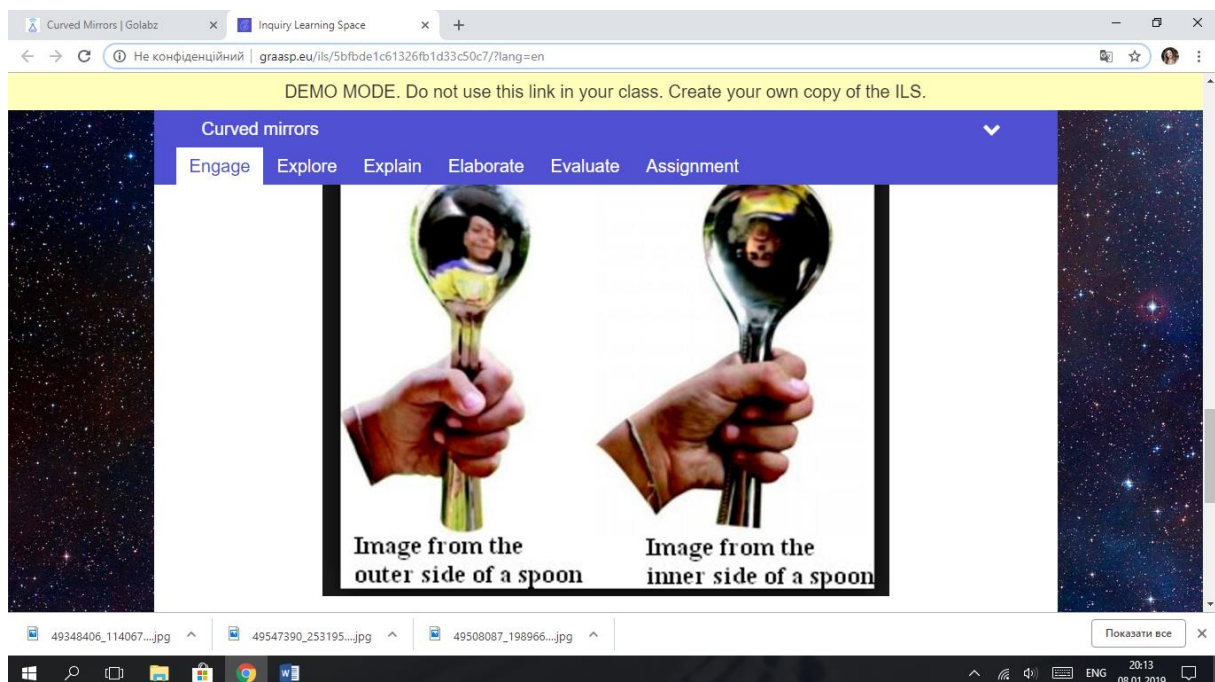 Curved Mirrors | Golabz
Inquiry Learning Space
Не конфіденційний
graasp.eu/ils/5bfbde1c61326fb1d33c50c7/?lang=en
DEMO MODE. Do not use this link in your class. Create your own copy of the ILS.
Curved mirrors
Engage Explore Explain Elaborate Evaluate Assignment
Image from the
outer side of a spoon
Image from the
inner side of a spoon
49348406_114067....jpg
49547390_253195....jpg
49508087_198966....jpg
Показати все
ENG
20:13
08.01.2019